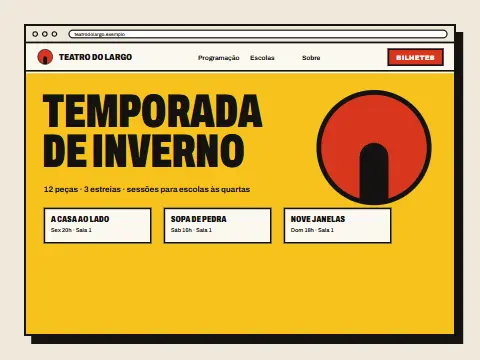 teatrodolargo.exemplo
TEATRO DO LARGO
Programação Escolas Sobre
BILHETES
TEMPORADA
DE INVERNO
12 peças · 3 estreias · sessões para escolas às quartas
A CASA AO LADO
Sex 20h · Sala 1
SOPA DE PEDRA
Sáb 16h · Sala 1
NOVE JANELAS
Dom 18h · Sala 1